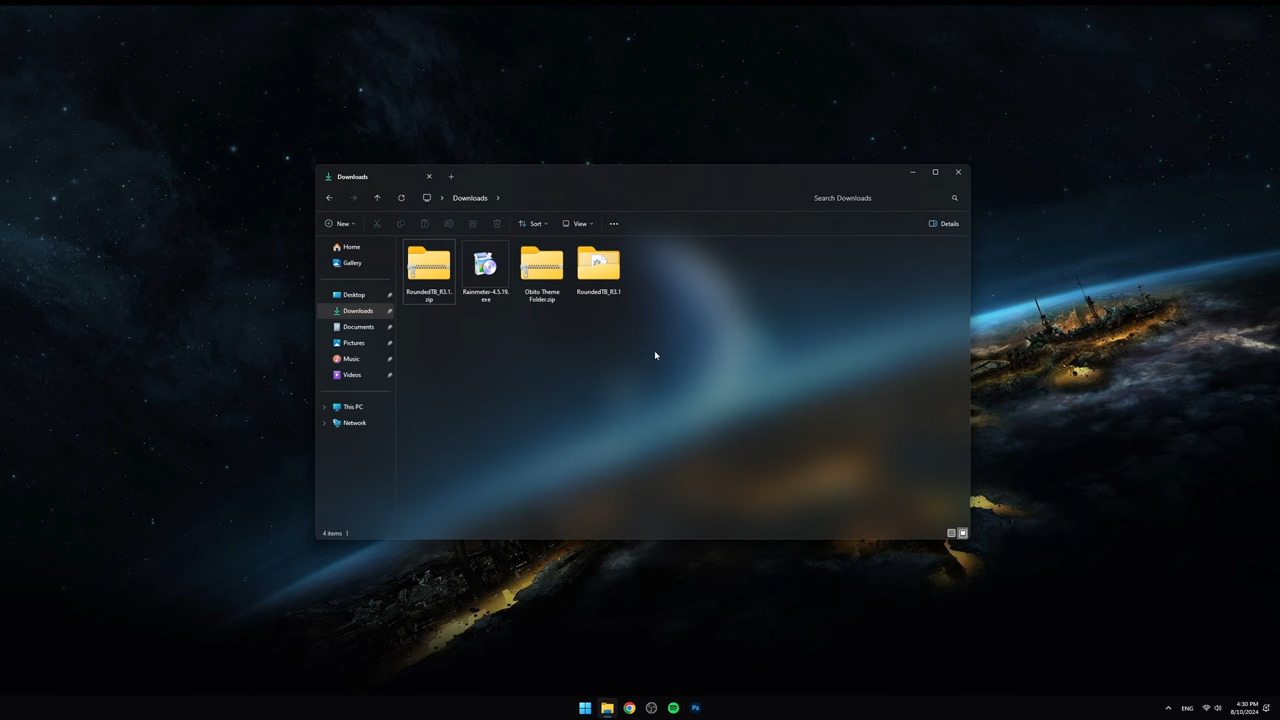 Downloads
Downloads
Search Downloads
New
Sort
View
Details
Home
Gallery
Desktop
Downloads
Documents
Pictures
Music
Videos
This PC
Network
RoundedTB_R3.1.
zip
Rainmeter-4.5.19.
exe
Obito Theme
Folder.zip
RoundedTB_R3.1
4 items
Ps
ENG
4:30 PM
8/10/2024